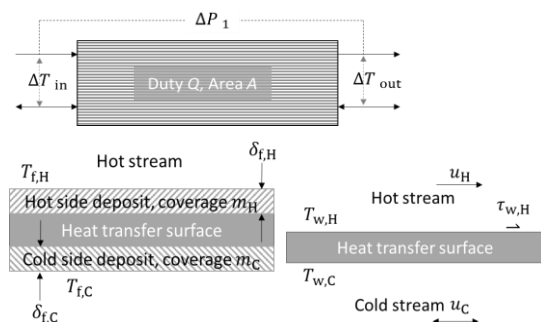 ΔP 1
ΔT in
Duty Q, Area A
ΔT out
Hot stream
δf,H
Tf,H
Hot side deposit, coverage mH
Heat transfer surface
Cold side deposit, coverage mC
Tf,C
δf,C
uH
Hot stream
τw,H
Tw,H
Heat transfer surface
Tw,C
Cold stream uC